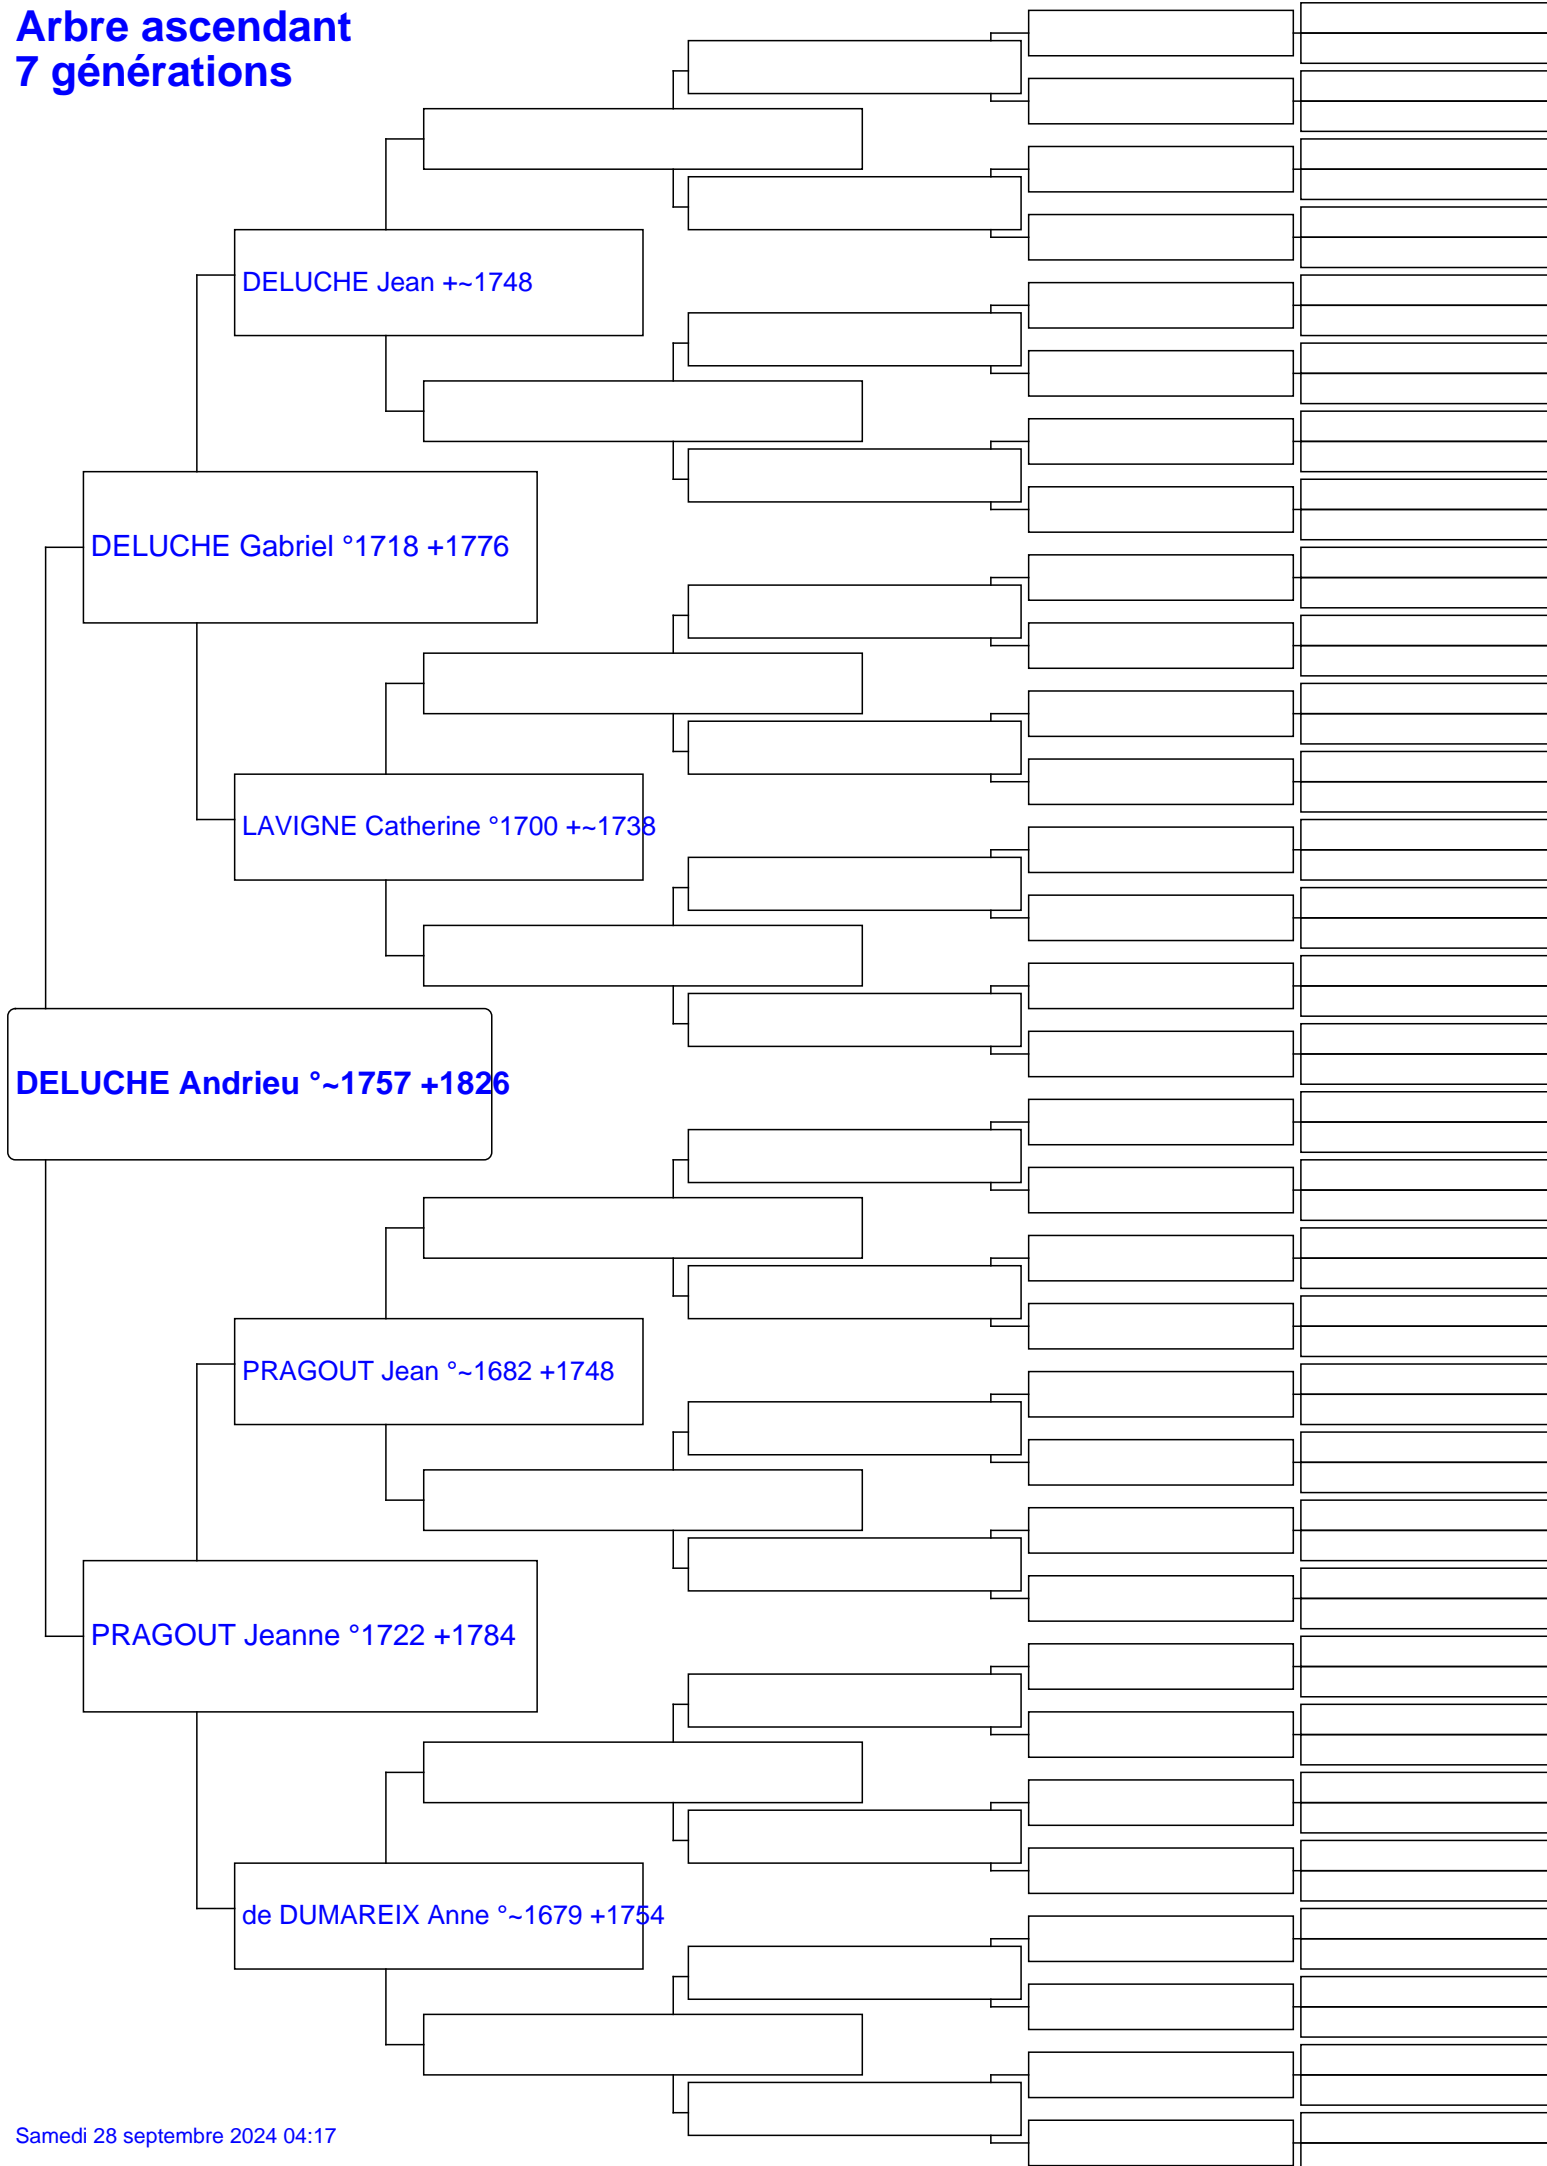 Arbre ascendant
7 générations
DELUCHE Jean +~1748
DELUCHE Gabriel °1718 +1776
LAVIGNE Catherine °1700 +~1738
DELUCHE Andrieu °~1757 +1826
PRAGOUT Jean °~1682 +1748
PRAGOUT Jeanne °1722 +1784
de DUMAREIX Anne °~1679 +1754
Samedi 28 septembre 2024 04:17